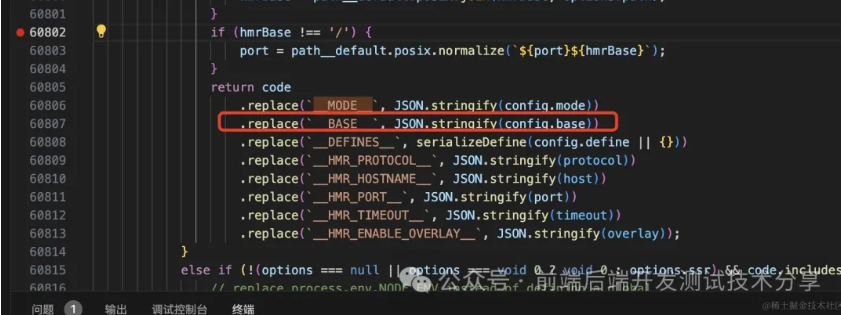 60801 }
60802 if (hmrBase !== '/') {
60803 port = path__default.posix.normalize(`${port}${hmrBase}`);
60804 }
60805 return code
60806 .replace(`__MODE__`, JSON.stringify(config.mode))
60807 .replace(`__BASE__`, JSON.stringify(config.base))
60808 .replace(`__DEFINES__`, serializeDefine(config.define || {}))
60809 .replace(`__HMR_PROTOCOL__`, JSON.stringify(protocol))
60810 .replace(`__HMR_HOSTNAME__`, JSON.stringify(host))
60811 .replace(`__HMR_PORT__`, JSON.stringify(port))
60812 .replace(`__HMR_TIMEOUT__`, JSON.stringify(timeout))
60813 .replace(`__HMR_ENABLE_OVERLAY__`, JSON.stringify(overlay));
60814 }
60815 else if (!(options === null || options === void 0 ? void 0 : options.ssr) && code.includes
60816 // replace process.env.NODE_ENV instead of defining a global
公众号 · 前端后端开发测试技术分享
问题 1 输出 调试控制台 终端
@稀土掘金技术社区